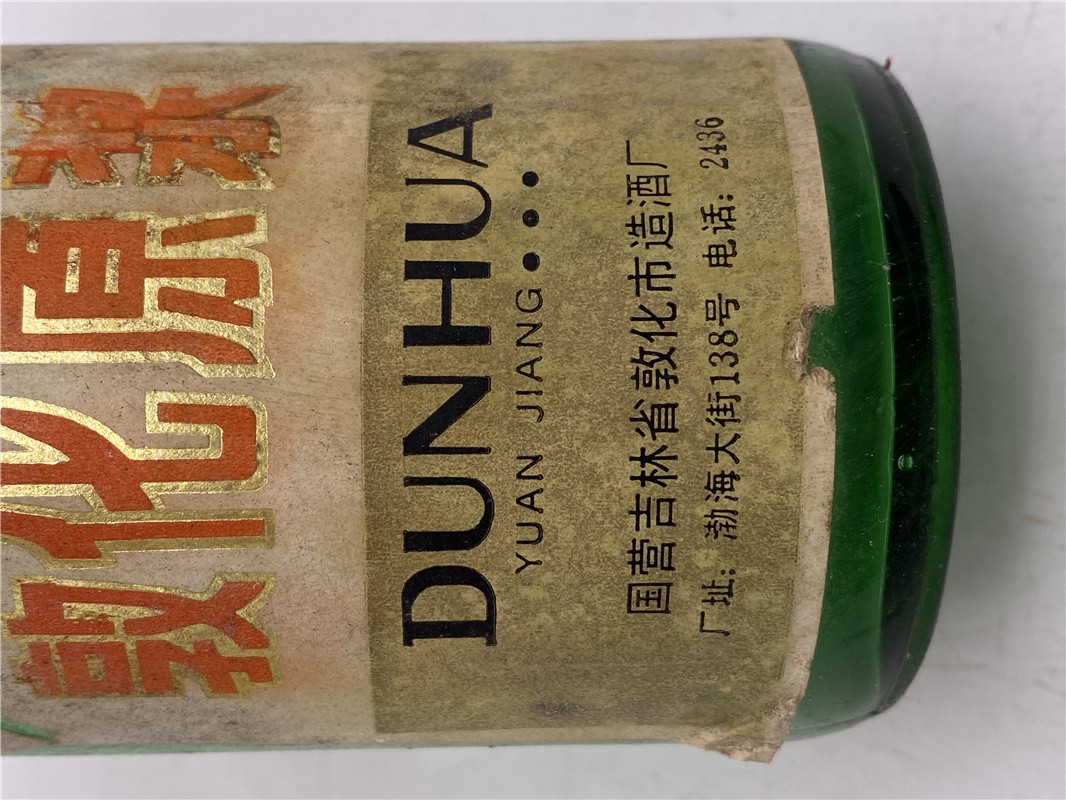 敦化原浆
DUNHUA
YUAN JIANG...
国营吉林省敦化市造酒厂
厂址：渤海大街138号 电话：2436